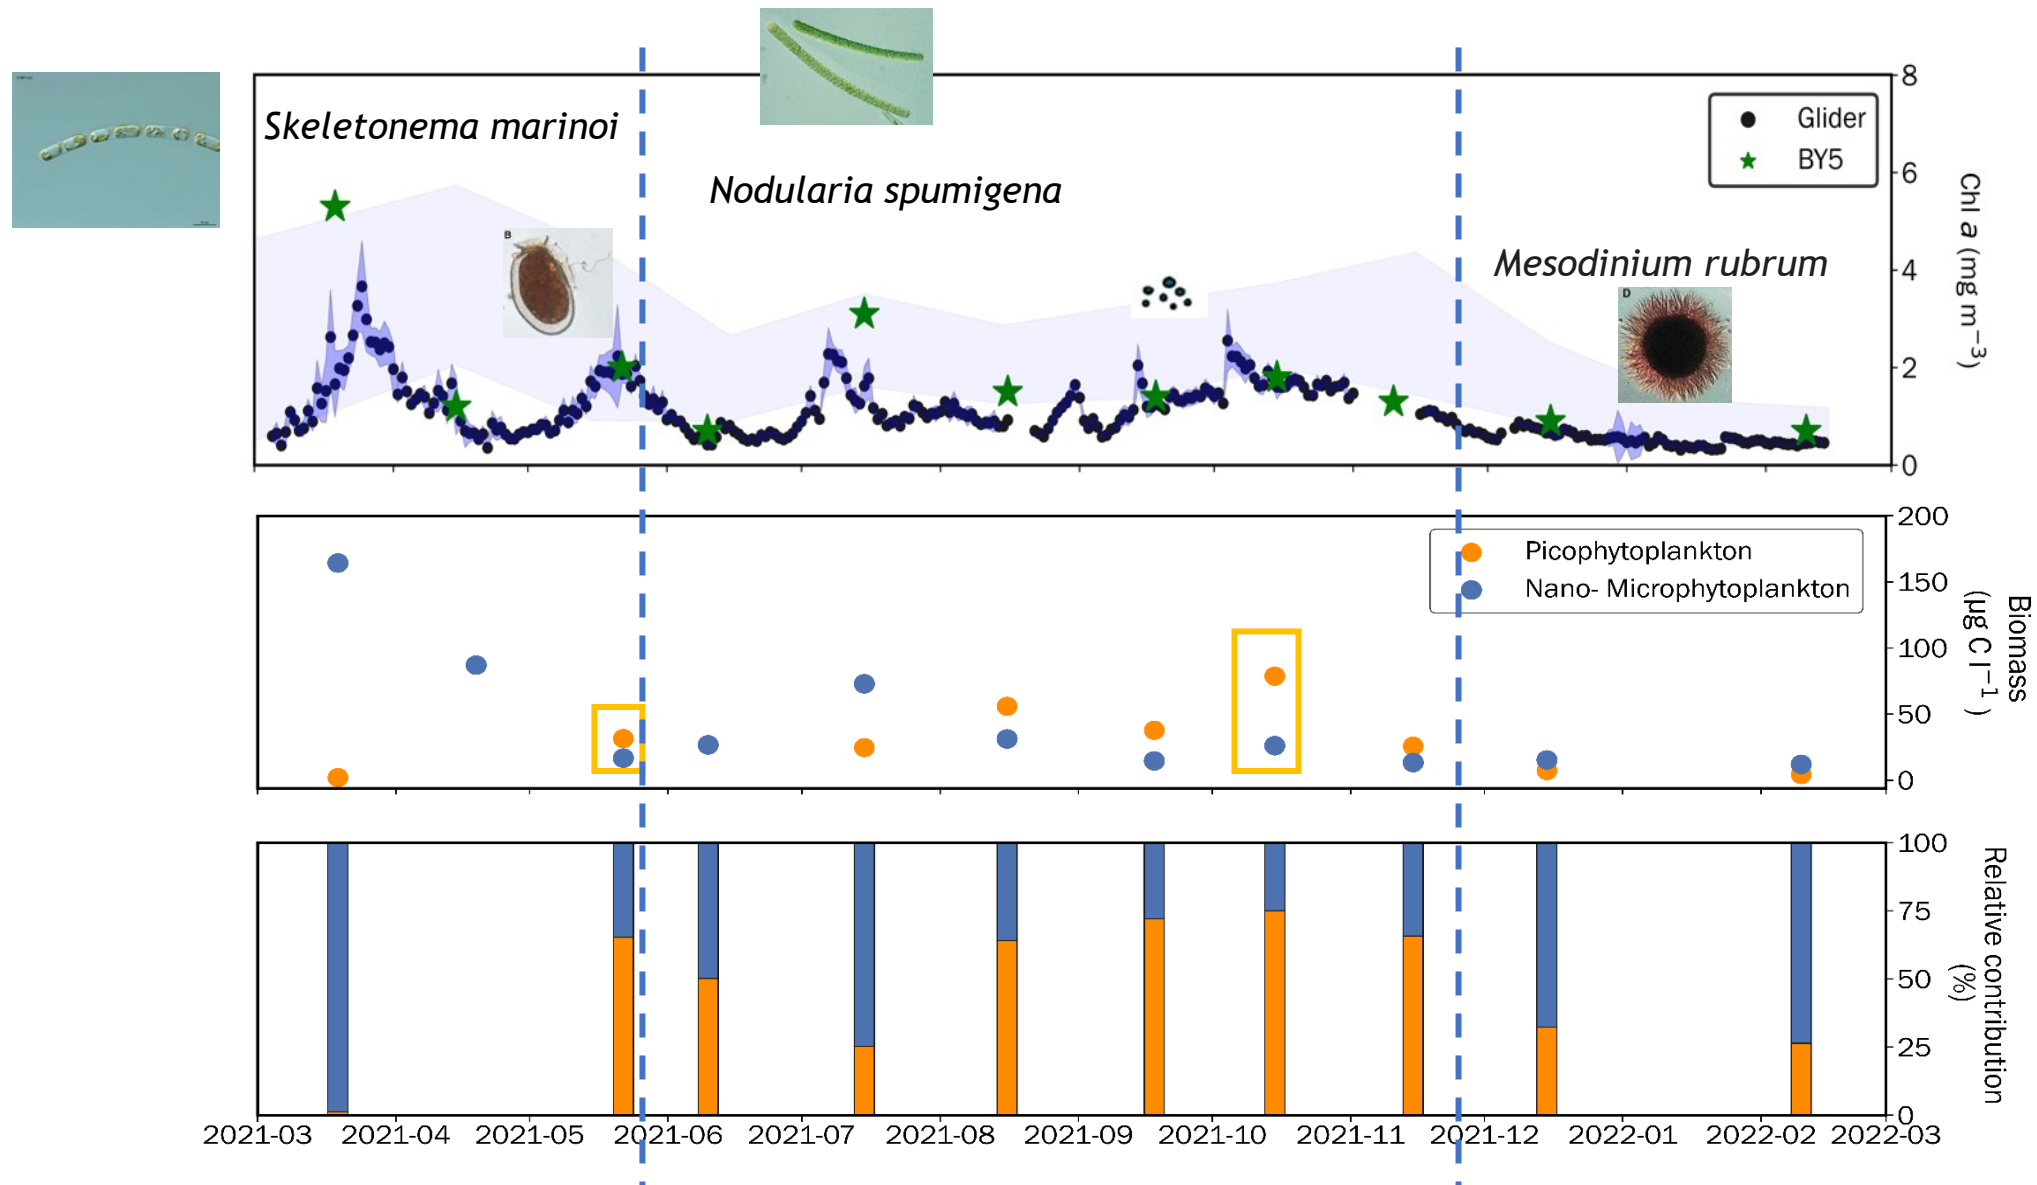 Skeletonema marinoi
Nodularia spumigena
Mesodinium rubrum
B
D
Glider
BY5
8
6
4
2
0
Chl a (mg m⁻³)
Picophytoplankton
Nano- Microphytoplankton
200
150
100
50
0
Biomass
(µg C l⁻¹)
100
75
50
25
0
Relative contribution
(%)
2021-03 2021-04 2021-05 2021-06 2021-07 2021-08 2021-09 2021-10 2021-11 2021-12 2022-01 2022-02 2022-03